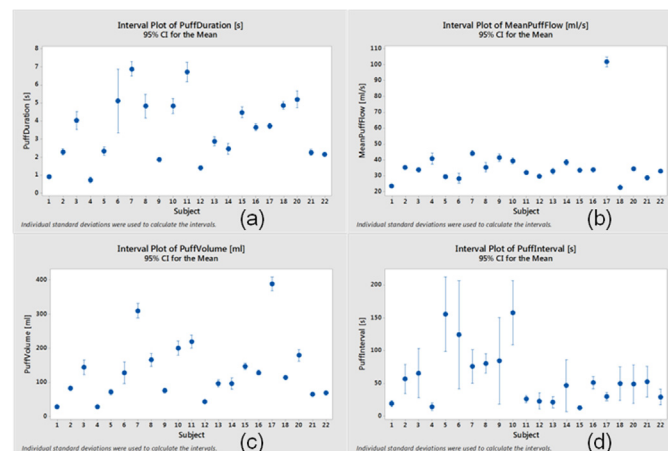 Interval Plot of PuffDuration [s]
95% CI for the Mean
PuffDuration [s]
8
7
6
5
4
3
2
1
0
1 2 3 4 5 6 7 8 9 10 11 12 13 14 15 16 17 18 20 21 22
Subject
(a)
Individual standard deviations were used to calculate the intervals.
Interval Plot of MeanPuffFlow [ml/s]
95% CI for the Mean
MeanPuffFlow [ml/s]
110
100
90
80
70
60
50
40
30
20
1 2 3 4 5 6 7 8 9 10 11 12 13 14 15 16 17 18 20 21 22
Subject
(b)
Individual standard deviations were used to calculate the intervals.
Interval Plot of PuffVolume [ml]
95% CI for the Mean
PuffVolume [ml]
400
300
200
100
0
1 2 3 4 5 6 7 8 9 10 11 12 13 14 15 16 17 18 20 21 22
Subject
(c)
Individual standard deviations were used to calculate the intervals.
Interval Plot of PuffInterval [s]
95% CI for the Mean
PuffInterval [s]
200
150
100
50
0
1 2 3 4 5 6 7 8 9 10 11 12 13 14 15 16 17 18 20 21 22
Subject
(d)
Individual standard deviations were used to calculate the intervals.